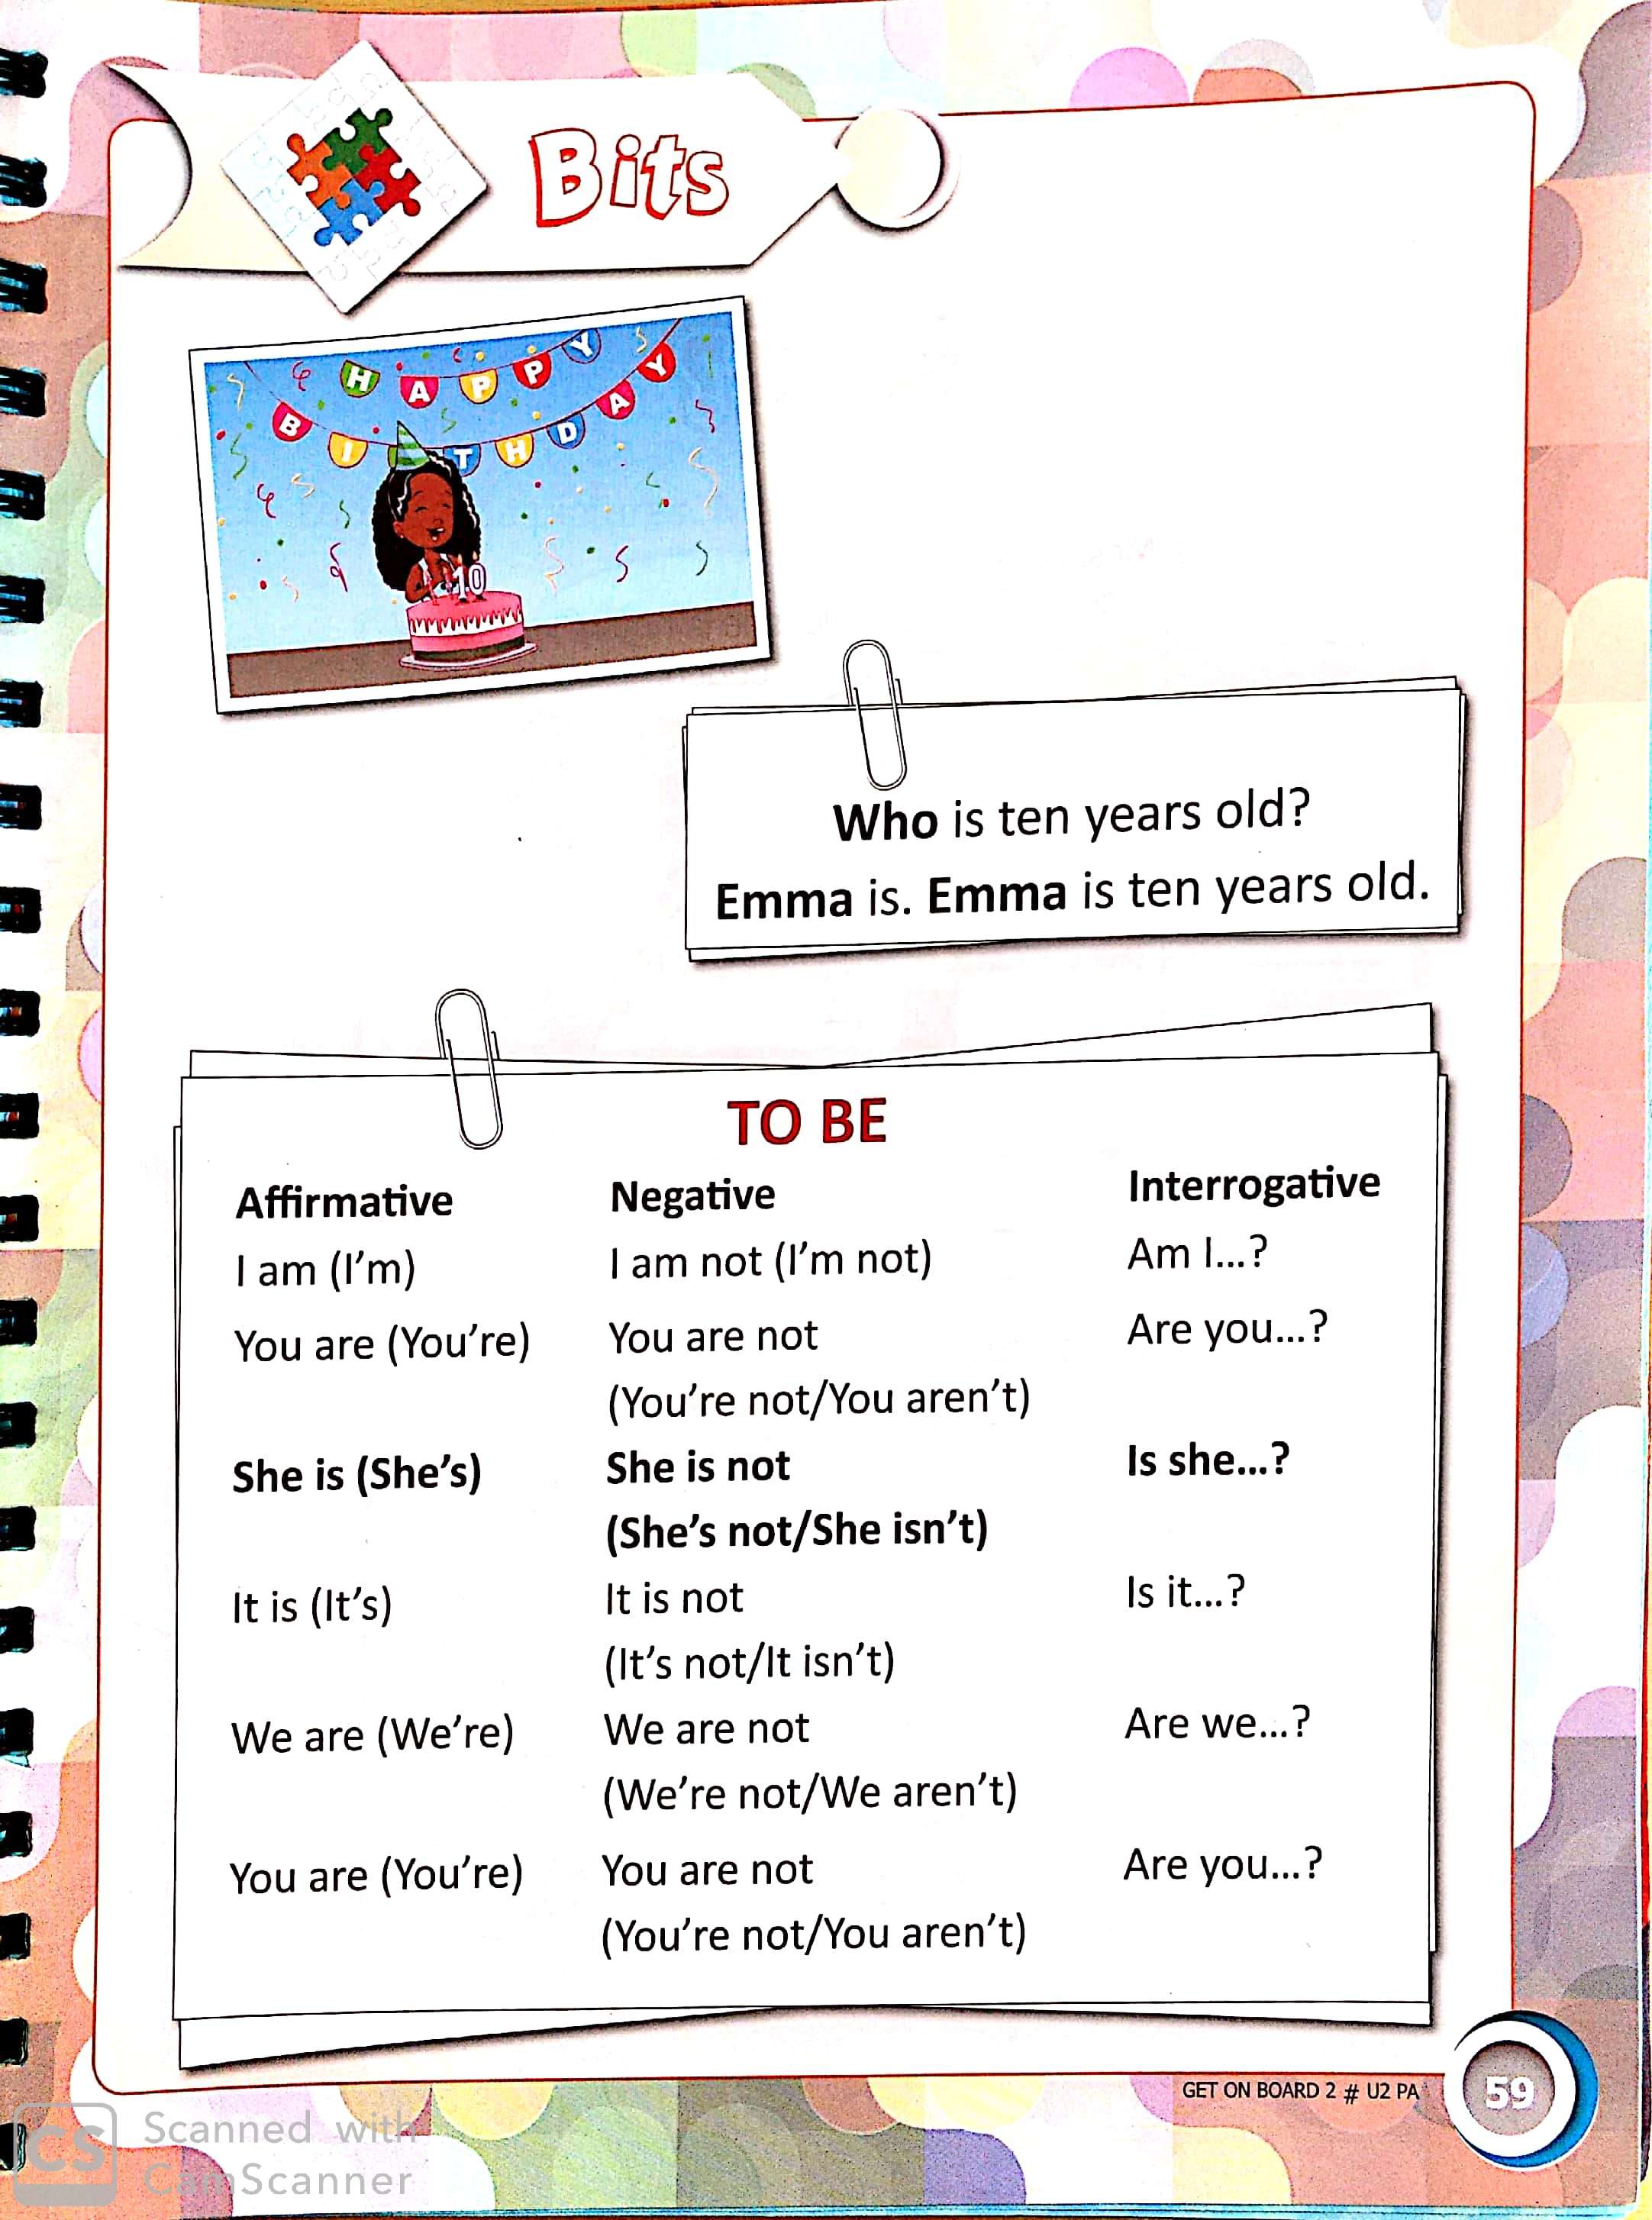 Bits
HAPPY
BI THDAY
10
Who is ten years old?
Emma is. Emma is ten years old.
TO BE
Affirmative Negative Interrogative
I am (I'm) I am not (I'm not) Am I...?
You are (You're) You are not Are you...?
(You're not/You aren't)
She is (She's) She is not Is she...?
(She's not/She isn't)
It is (It's) It is not Is it...?
(It's not/It isn't)
We are (We're) We are not Are we...?
(We're not/We aren't)
You are (You're) You are not Are you...?
(You're not/You aren't)
GET ON BOARD 2 # U2 PA 59
CS Scanned with
CamScanner